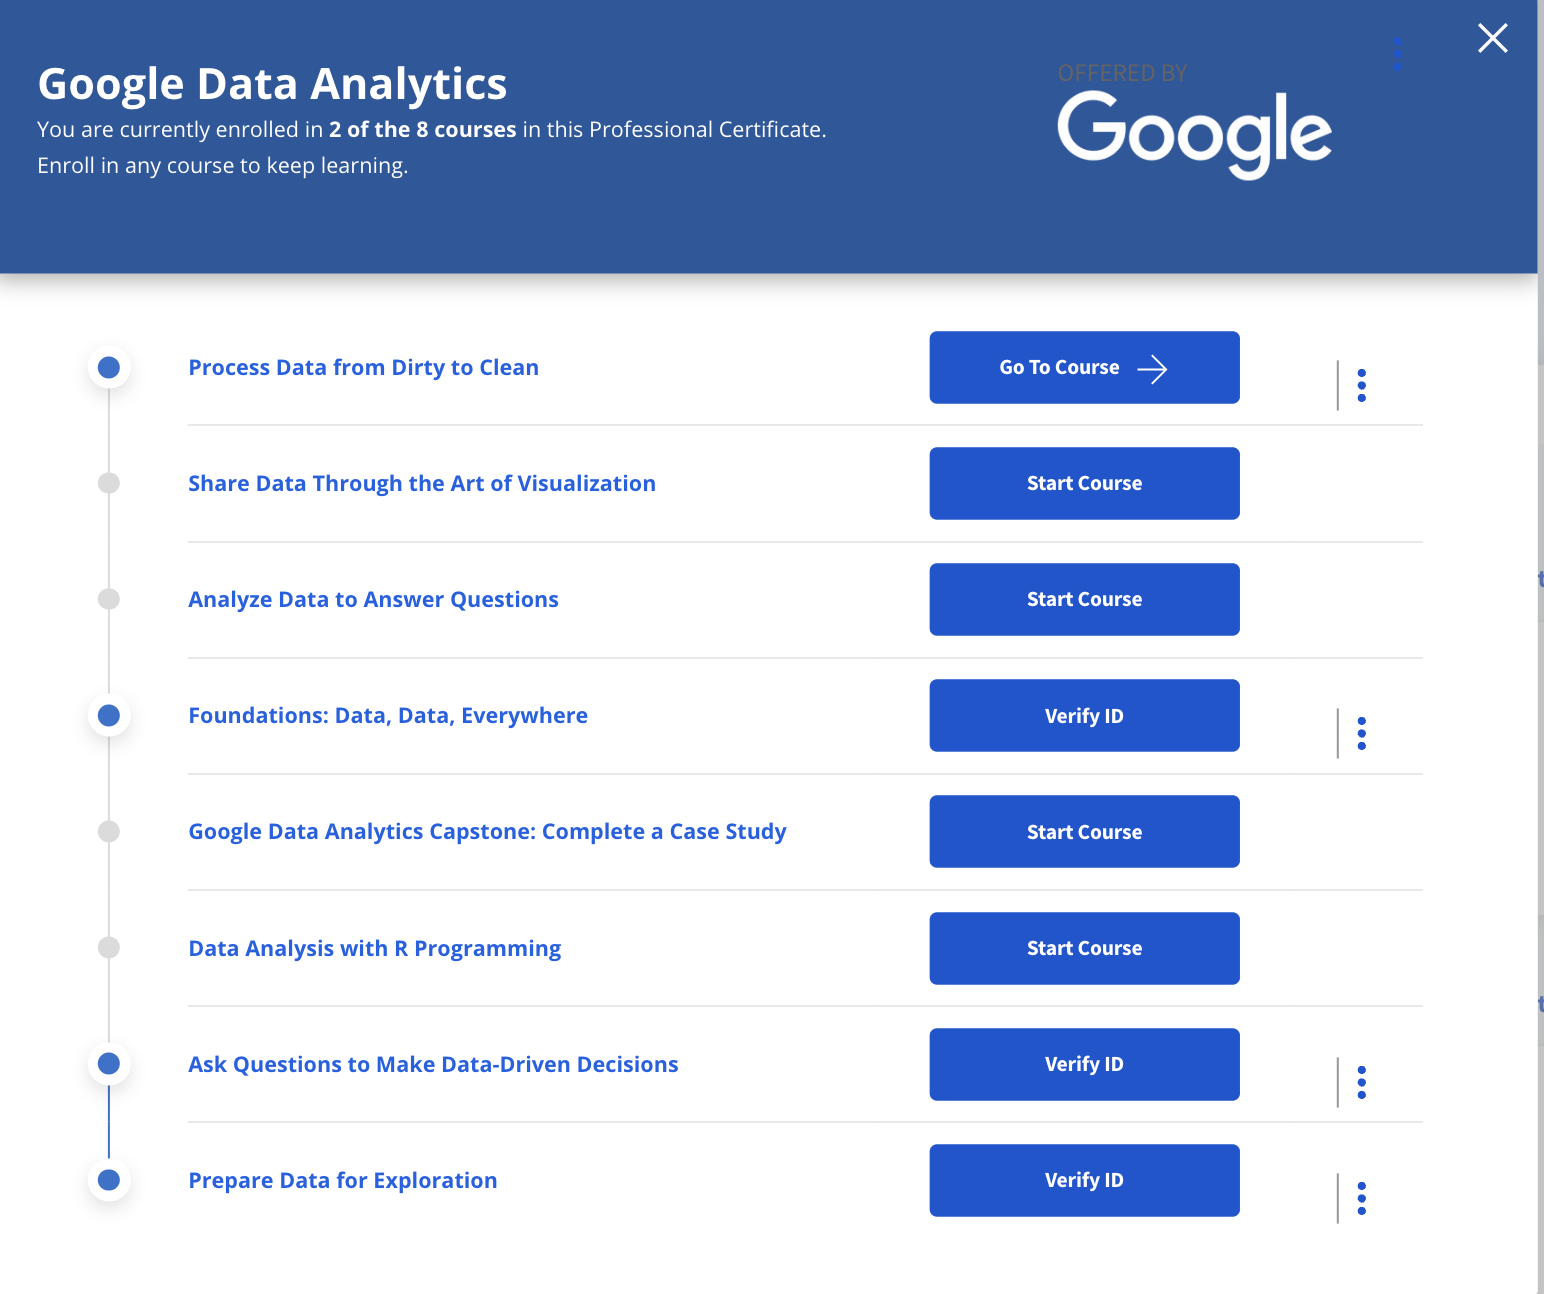 Google Data Analytics
You are currently enrolled in 2 of the 8 courses in this Professional Certificate.
Enroll in any course to keep learning.
OFFERED BY
Google
Process Data from Dirty to Clean
Go To Course
Share Data Through the Art of Visualization
Start Course
Analyze Data to Answer Questions
Start Course
Foundations: Data, Data, Everywhere
Verify ID
Google Data Analytics Capstone: Complete a Case Study
Start Course
Data Analysis with R Programming
Start Course
Ask Questions to Make Data-Driven Decisions
Verify ID
Prepare Data for Exploration
Verify ID